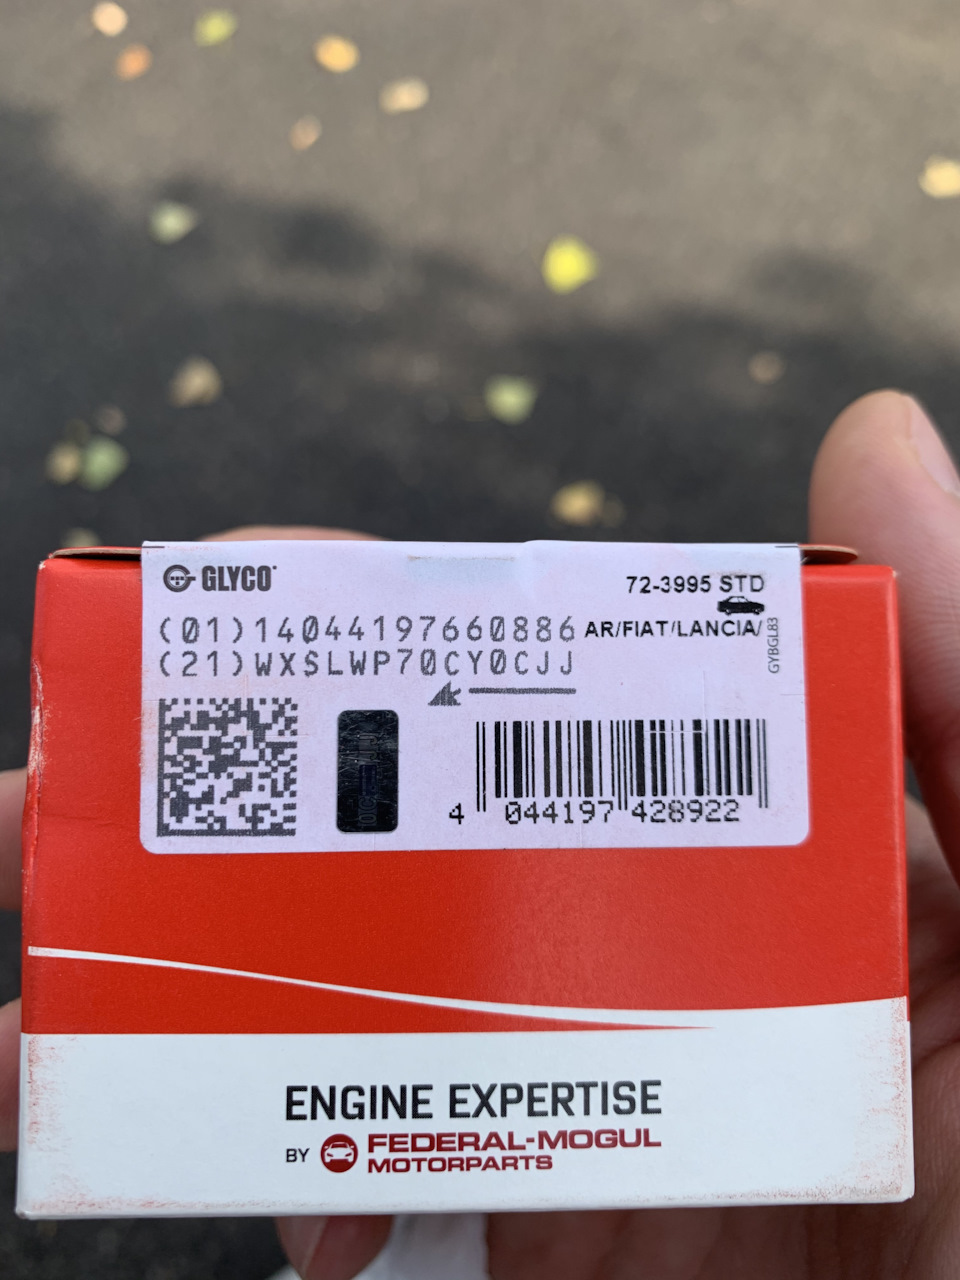 GLYCO
72-3995 STD
(01)14044197660886
AR/FIAT/LANCIA/
(21)WXSLWP70CY0CJJ
GYBGL83
4 044197 428922
ENGINE EXPERTISE
BY FEDERAL-MOGUL
MOTORPARTS